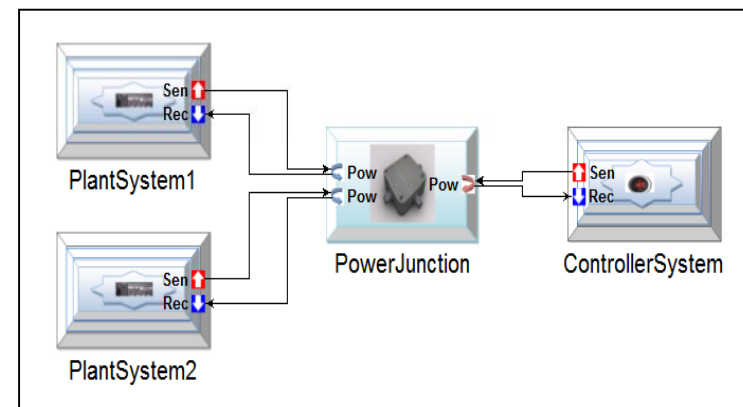 Sen
Rec
PlantSystem1
Pow
Pow
Pow
PowerJunction
Sen
Rec
ControllerSystem
Sen
Rec
PlantSystem2